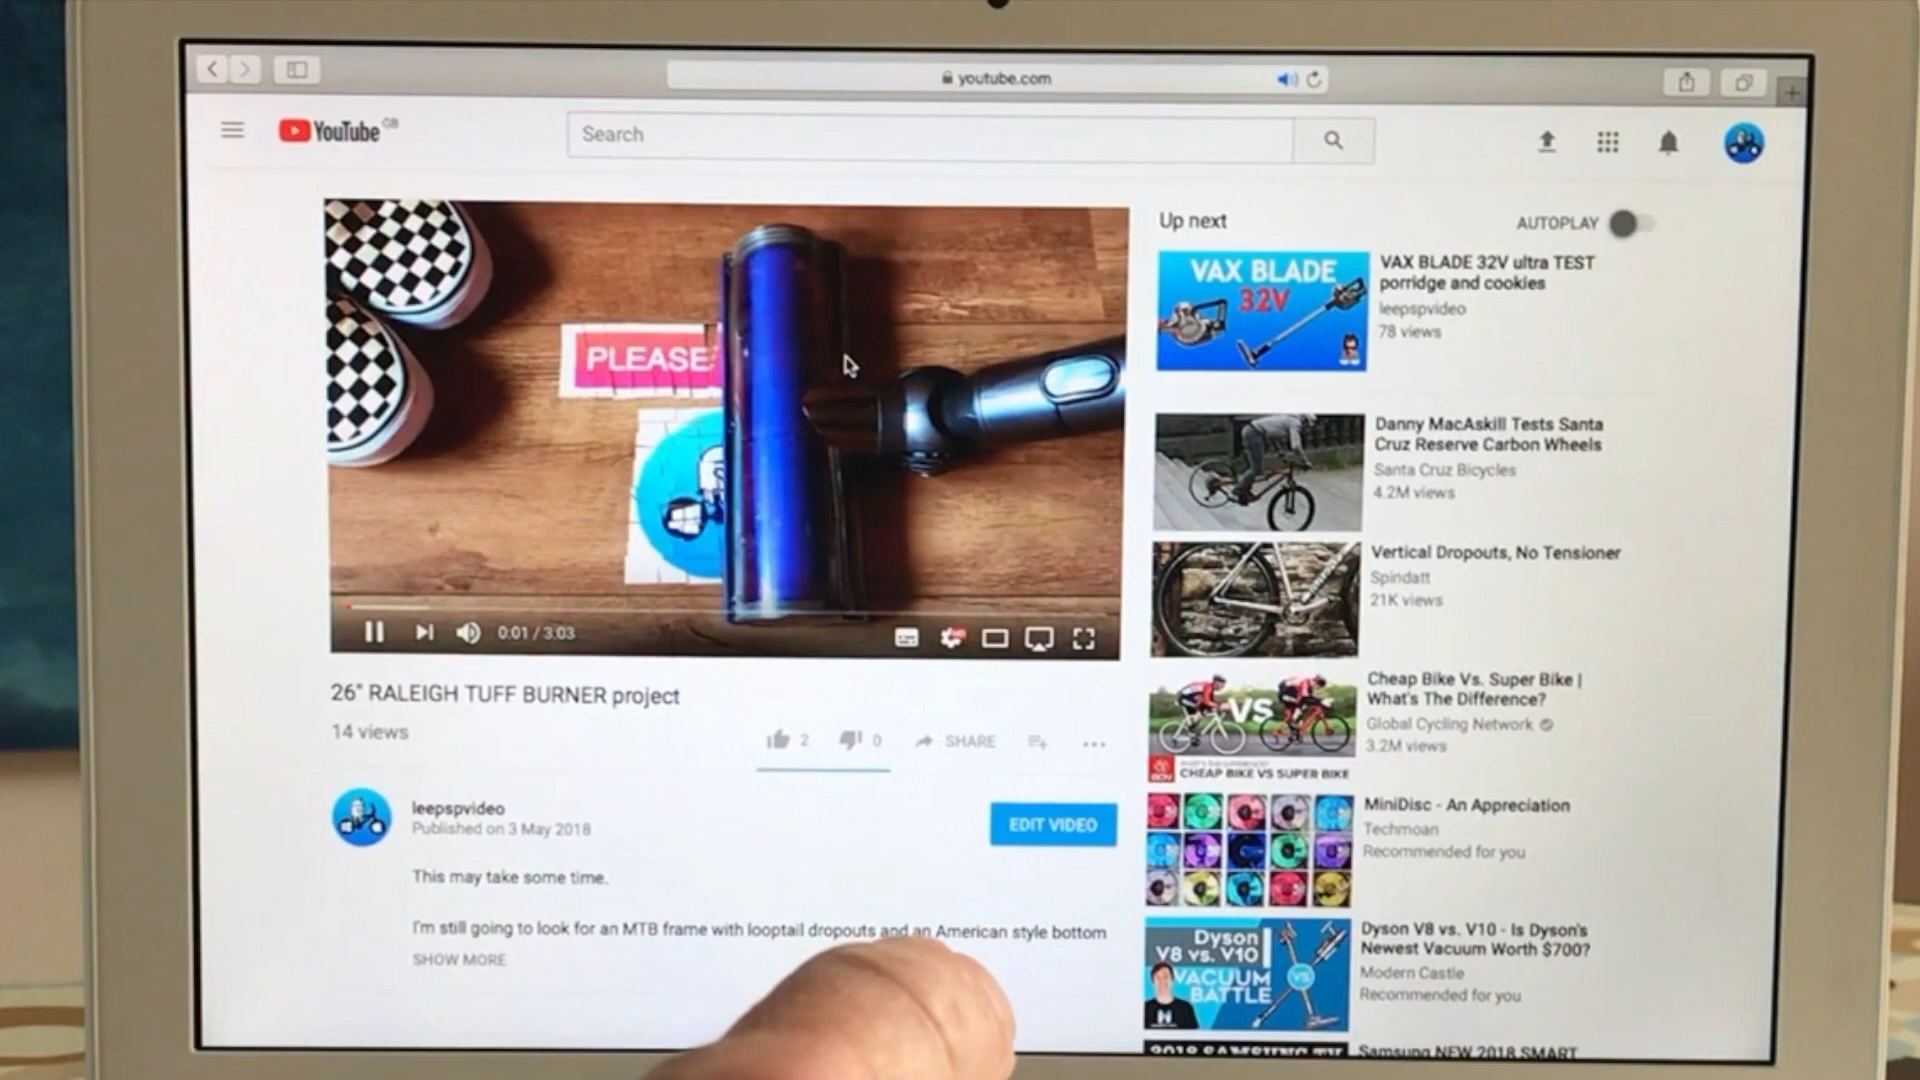 youtube.com
YouTube GB
Search
PLEASE
0:01 / 3:03
26" RALEIGH TUFF BURNER project
14 views
2
0
SHARE
leepspvideo
Published on 3 May 2018
EDIT VIDEO
This may take some time.
I'm still going to look for an MTB frame with looptail dropouts and an American style bottom
SHOW MORE
Up next
AUTOPLAY
VAX BLADE
32V
VAX BLADE 32V ultra TEST
porridge and cookies
leepspvideo
78 views
Danny MacAskill Tests Santa
Cruz Reserve Carbon Wheels
Santa Cruz Bicycles
4.2M views
Vertical Dropouts, No Tensioner
Spindatt
21K views
VS
GCN
CHEAP BIKE VS SUPER BIKE
Cheap Bike Vs. Super Bike |
What's The Difference?
Global Cycling Network
3.2M views
MiniDisc - An Appreciation
Techmoan
Recommended for you
Dyson
V8 vs. V10
VACUUM
BATTLE
VS
Dyson V8 vs. V10 - Is Dyson's
Newest Vacuum Worth $700?
Modern Castle
Recommended for you
2018 SAMSUNG TV
Samsung NEW 2018 SMART